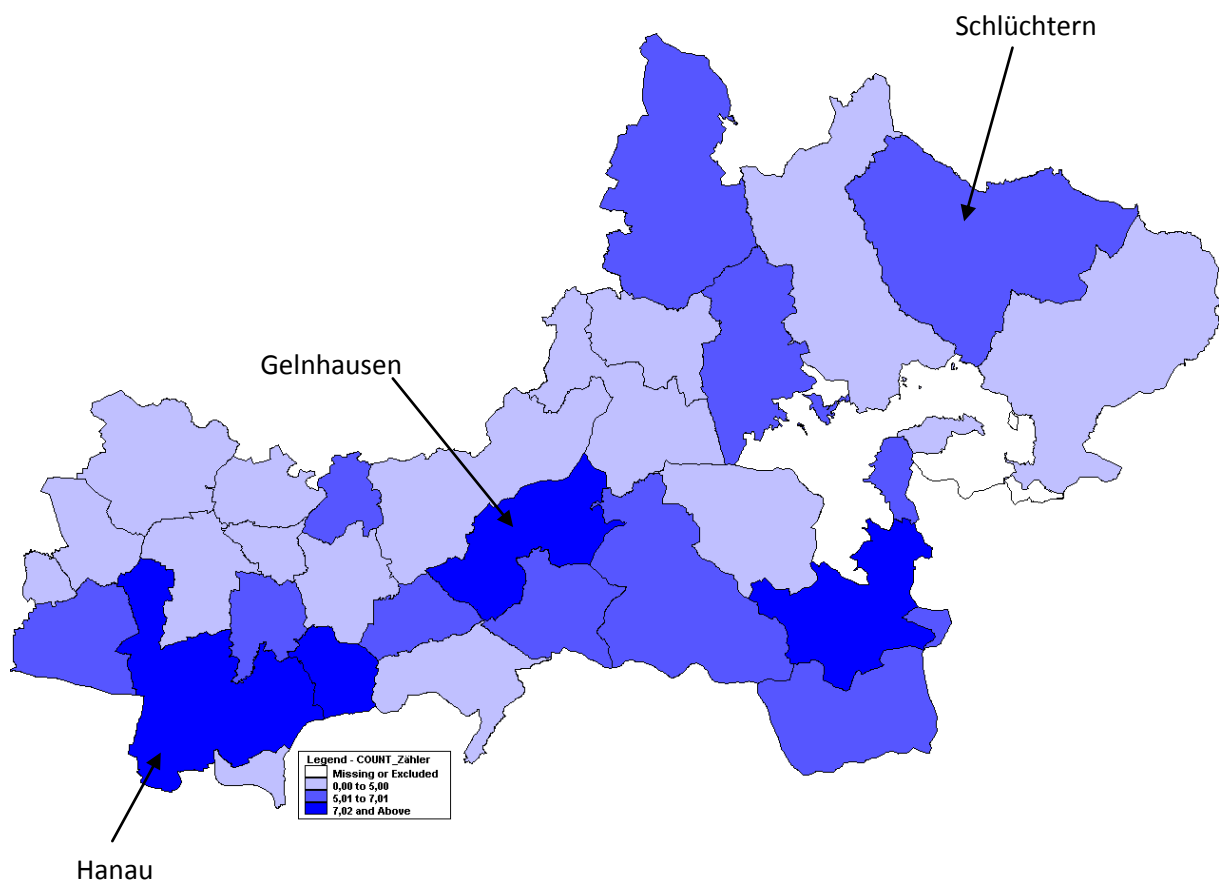 Schlüchtern
Gelnhausen
Legend - COUNT_Zähler
Missing or Excluded
0,00 to 5,00
5,01 to 7,01
7,02 and Above
Hanau